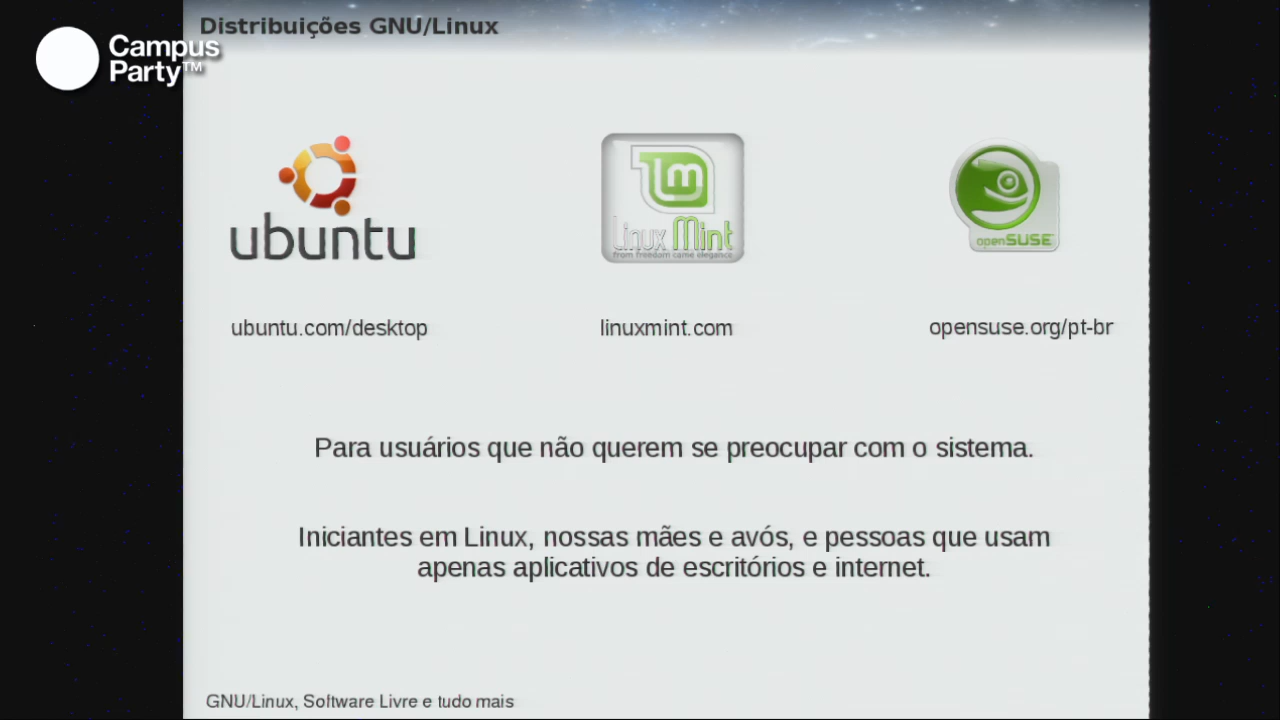 Distribuições GNU/Linux
Campus
Party™
ubuntu
Linux Mint
from freedom came elegance
openSUSE
ubuntu.com/desktop
linuxmint.com
opensuse.org/pt-br
Para usuários que não querem se preocupar com o sistema.
Iniciantes em Linux, nossas mães e avós, e pessoas que usam
apenas aplicativos de escritórios e internet.
GNU/Linux, Software Livre e tudo mais